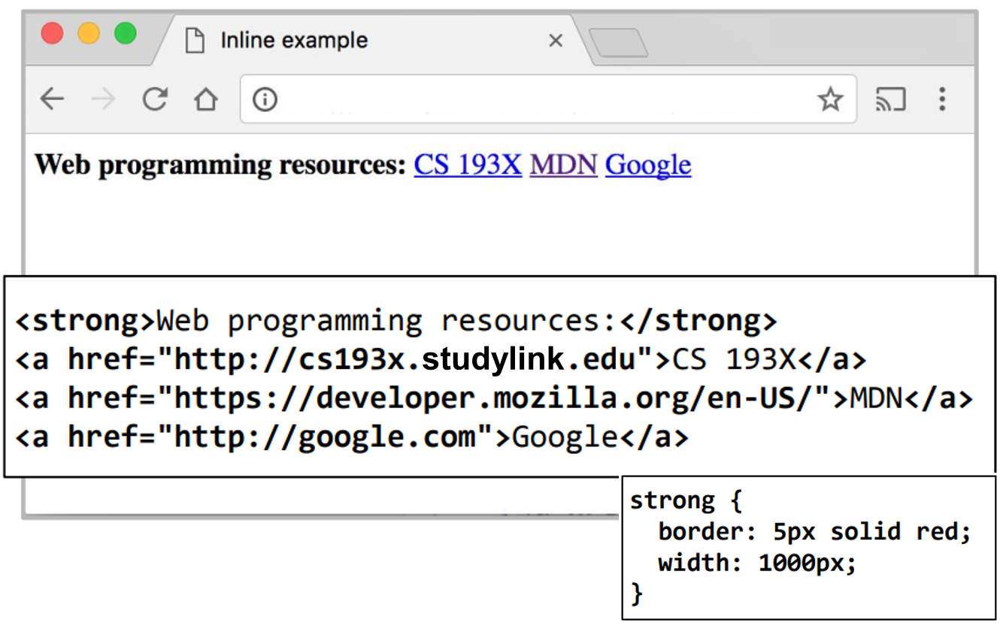 Inline example
Web programming resources: CS 193X MDN Google
<strong>Web programming resources:</strong>
<a href="http://cs193x.studylink.edu">CS 193X</a>
<a href="https://developer.mozilla.org/en-US/">MDN</a>
<a href="http://google.com">Google</a>
strong {
border: 5px solid red;
width: 1000px;
}